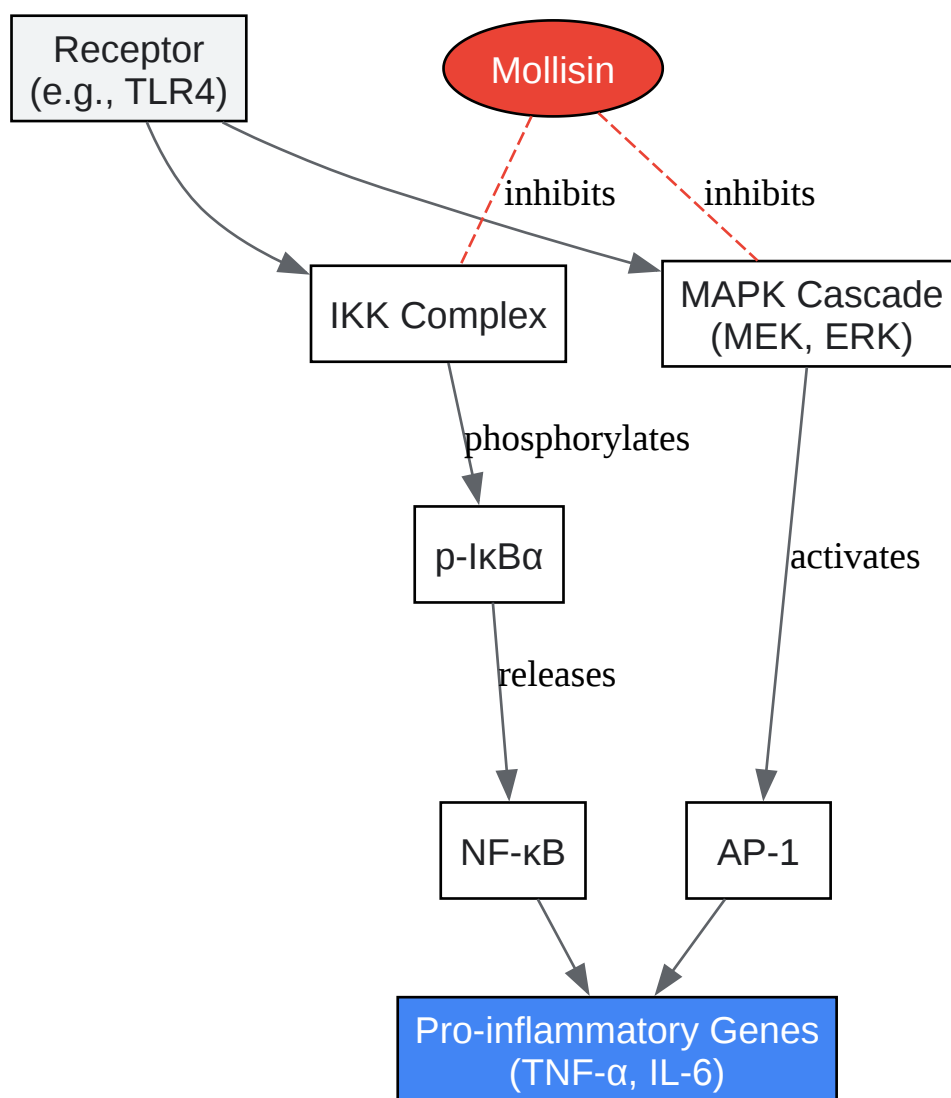 Receptor
(e.g., TLR4)
Mollisin
inhibits
inhibits
IKK Complex
MAPK Cascade
(MEK, ERK)
phosphorylates
p-IκBα
activates
releases
NF-κB
AP-1
Pro-inflammatory Genes
(TNF-α, IL-6)